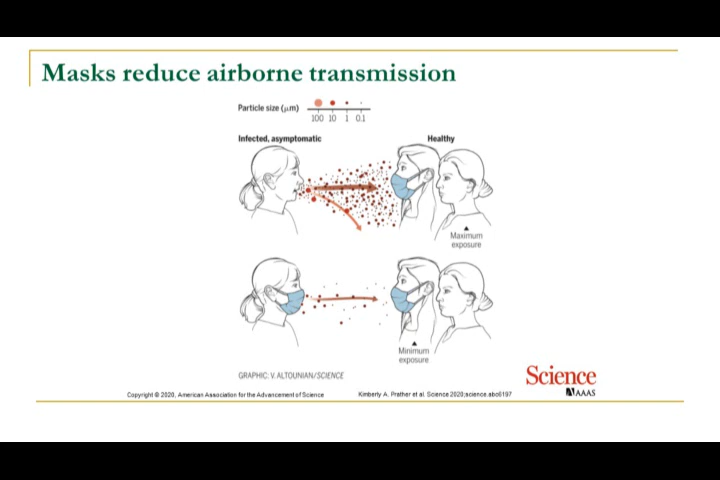 Masks reduce airborne transmission
Particle size (μm)
100 10 1 0.1
Infected, asymptomatic
Healthy
Maximum
exposure
Minimum
exposure
GRAPHIC: V. ALTOUNIAN/SCIENCE
Science
AAAS
Copyright © 2020, American Association for the Advancement of Science
Kimberly A. Prather et al. Science 2020;science.abc6197